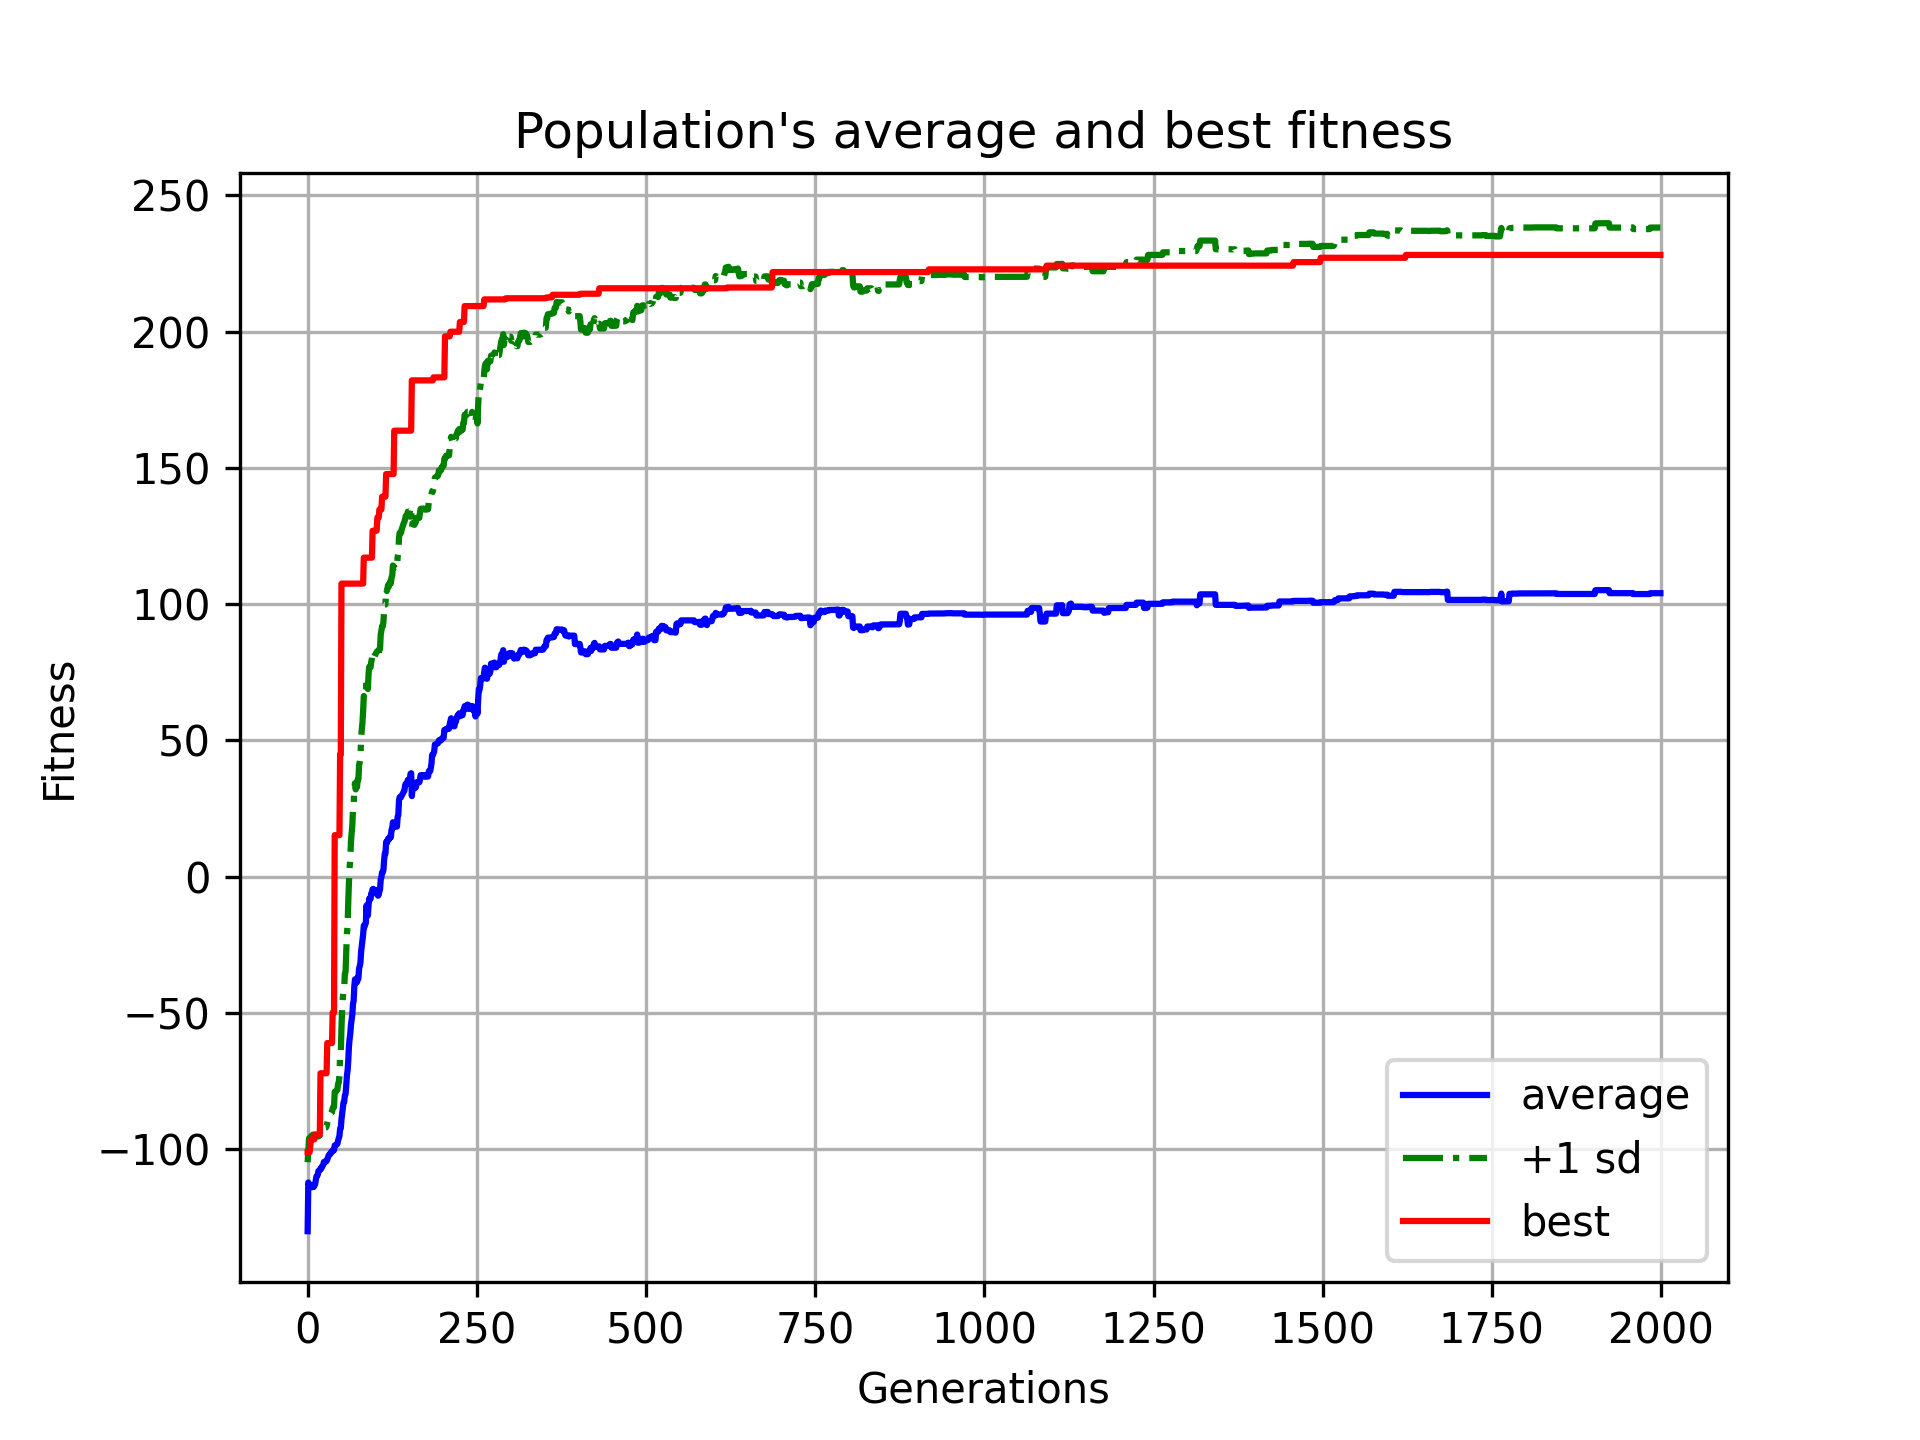 Population's average and best fitness
250
200
150
100
50
0
−50
−100
Fitness
average
+1 sd
best
0 250 500 750 1000 1250 1500 1750 2000
Generations